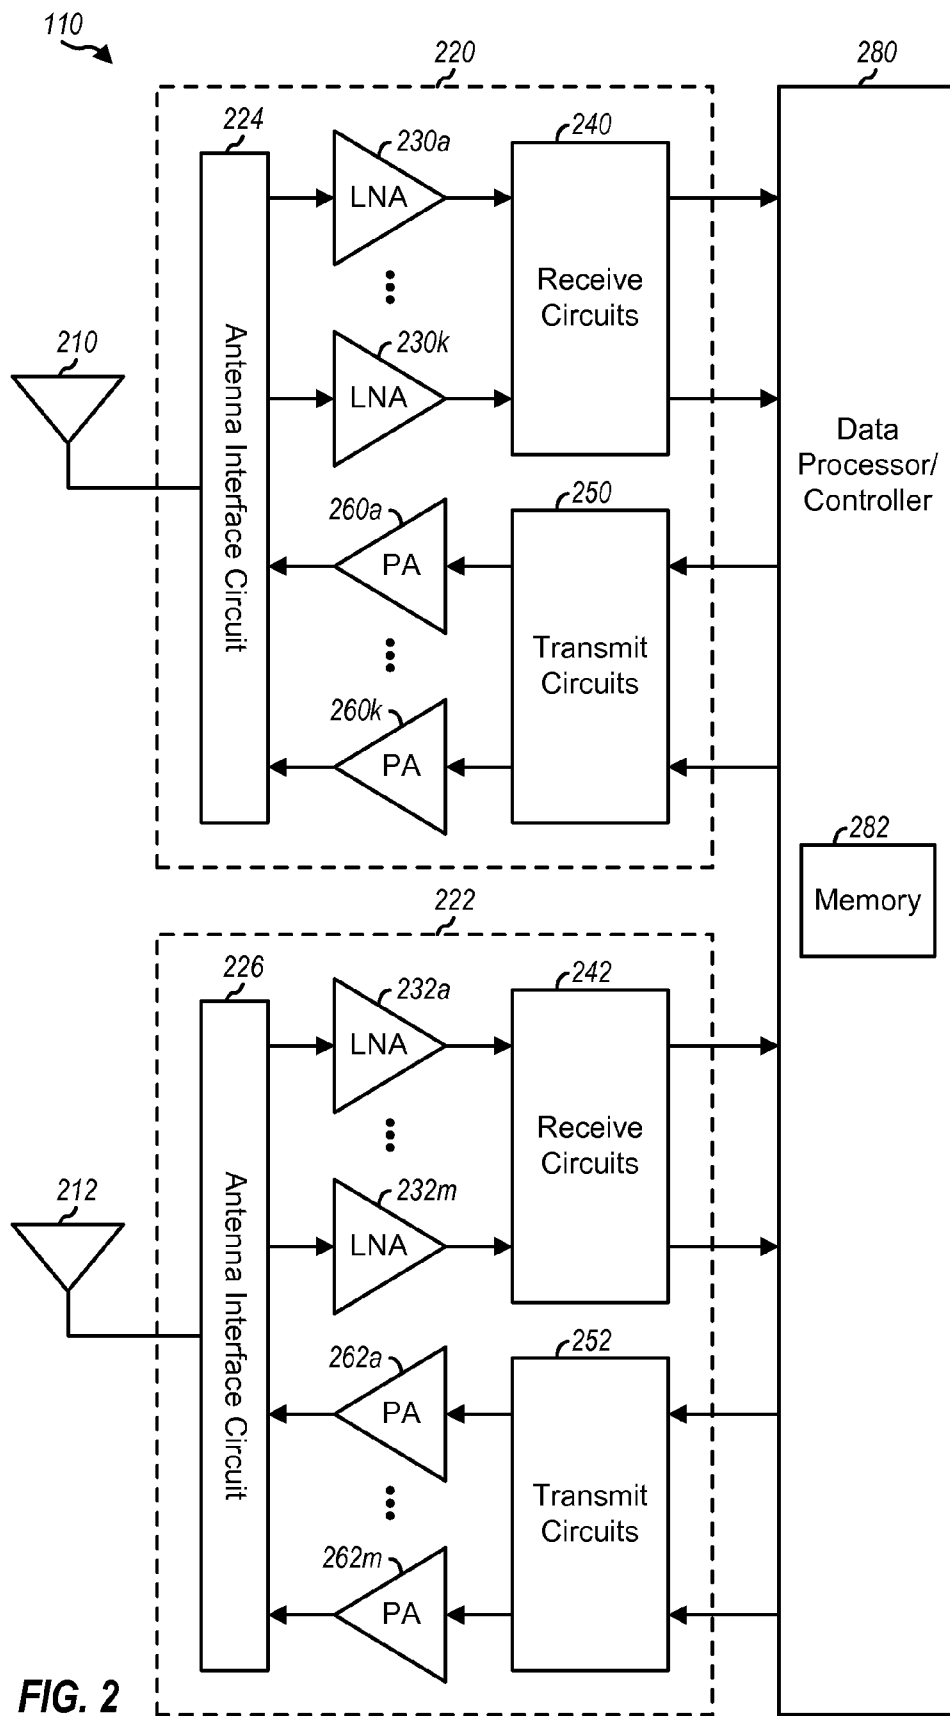 110
220
280
224
230a
240
LNA
Receive
Circuits
230k
LNA
210
Antenna Interface Circuit
Data
Processor/
Controller
260a
250
PA
Transmit
Circuits
260k
PA
282
Memory
222
226
232a
242
LNA
Receive
Circuits
232m
LNA
212
Antenna Interface Circuit
262a
252
PA
Transmit
Circuits
262m
PA
FIG. 2